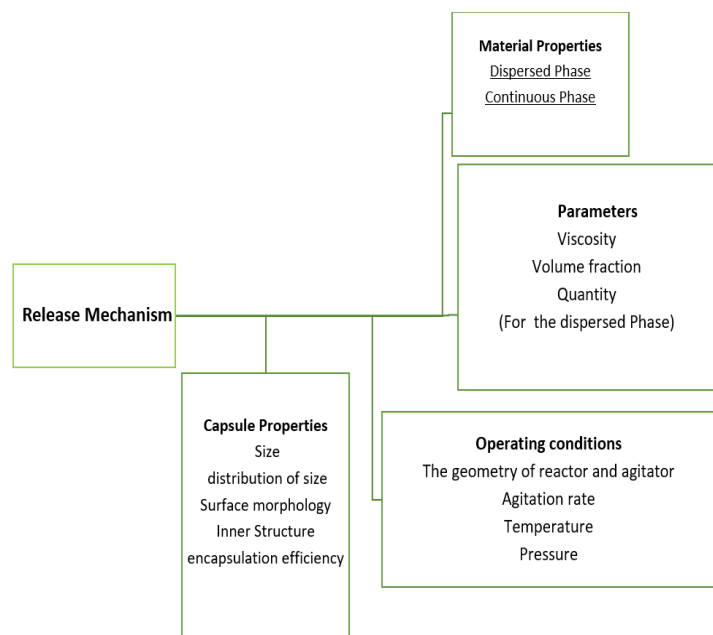 Material Properties
Dispersed Phase
Continuous Phase
Parameters
Viscosity
Volume fraction
Quantity
(For the dispersed Phase)
Release Mechanism
Capsule Properties
Size
distribution of size
Surface morphology
Inner Structure
encapsulation efficiency
Operating conditions
The geometry of reactor and agitator
Agitation rate
Temperature
Pressure